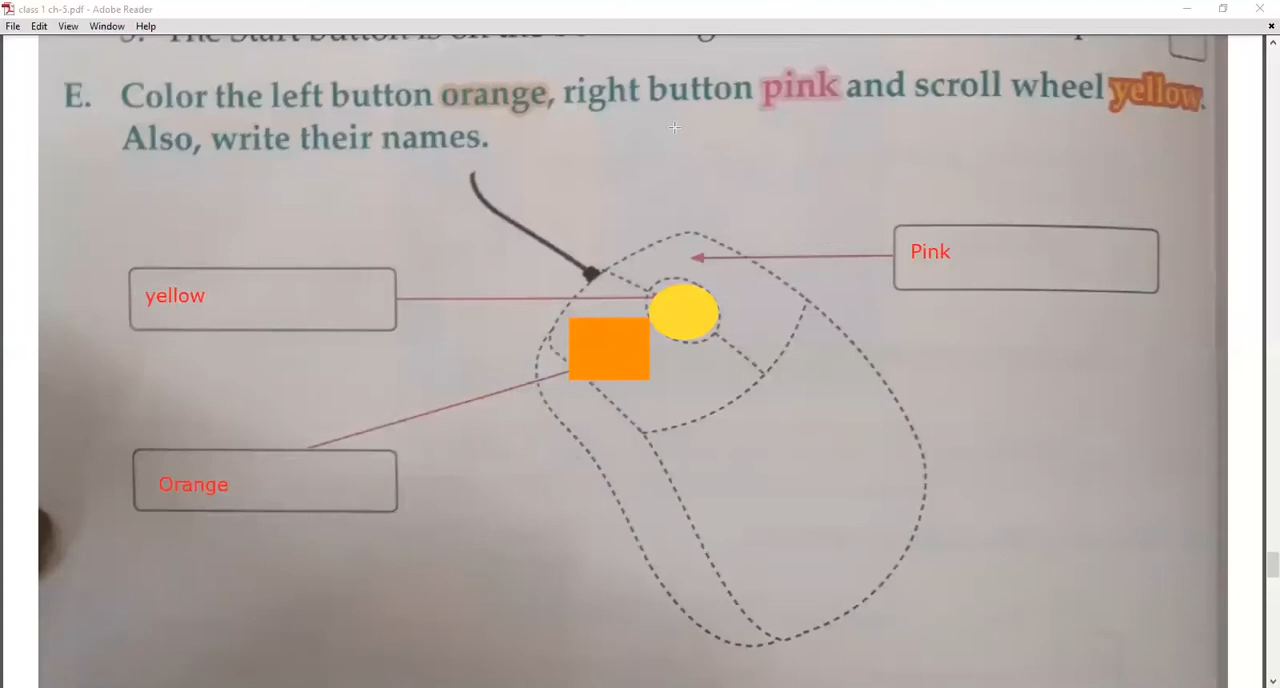 class 1 ch-5.pdf - Adobe Reader
File Edit View Window Help
E. Color the left button orange, right button pink and scroll wheel yellow.
Also, write their names.
Pink
yellow
Orange